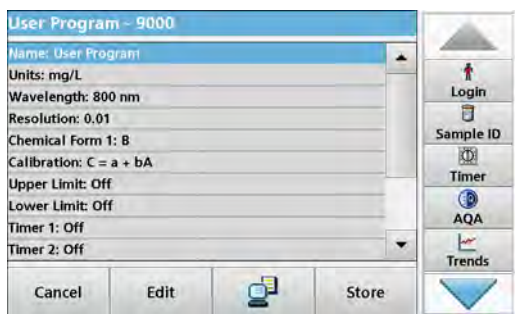 User Program - 9000
Name: User Program
Units: mg/L
Wavelength: 800 nm
Resolution: 0.01
Chemical Form 1: B
Calibration: C = a + bA
Upper Limit: Off
Lower Limit: Off
Timer 1: Off
Timer 2: Off
Cancel
Edit
Store
Login
Sample ID
Timer
AQA
Trends